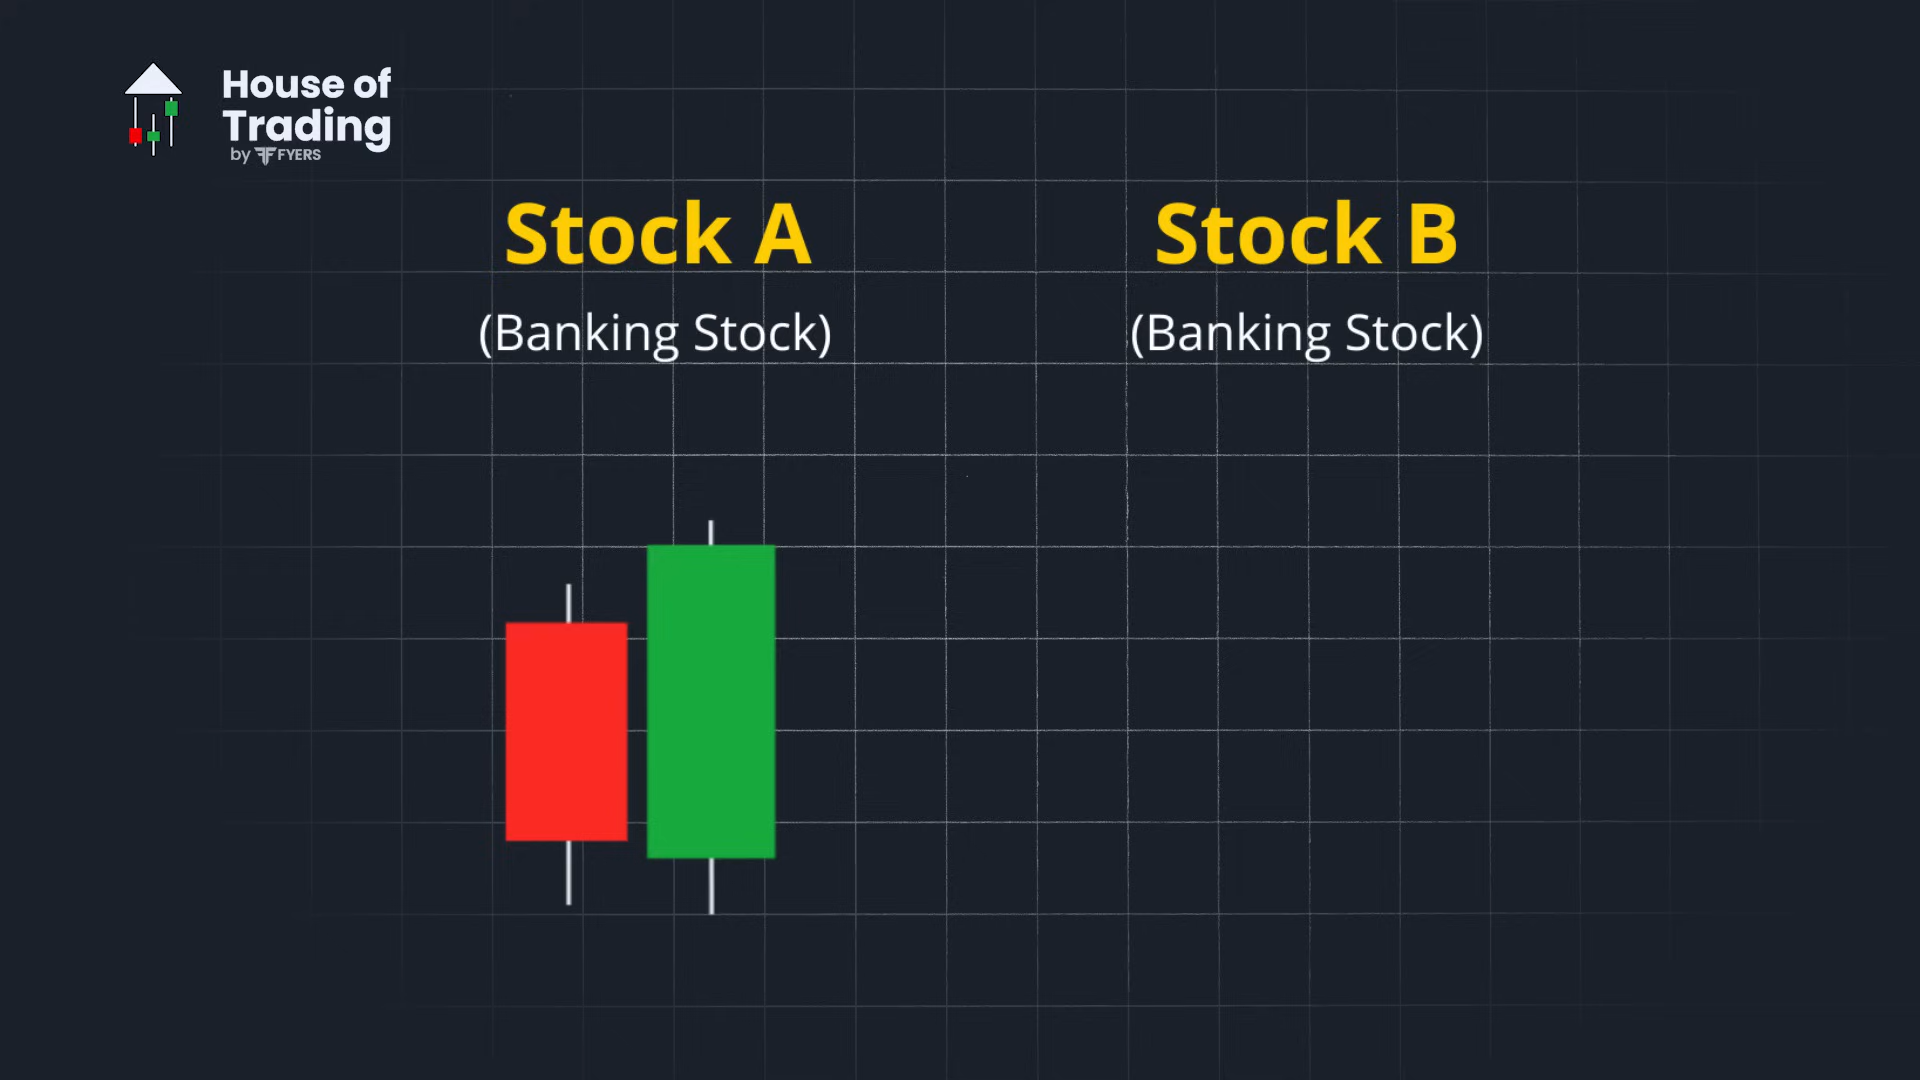 House of
Trading
by FYERS
Stock A
Stock B
(Banking Stock)
(Banking Stock)